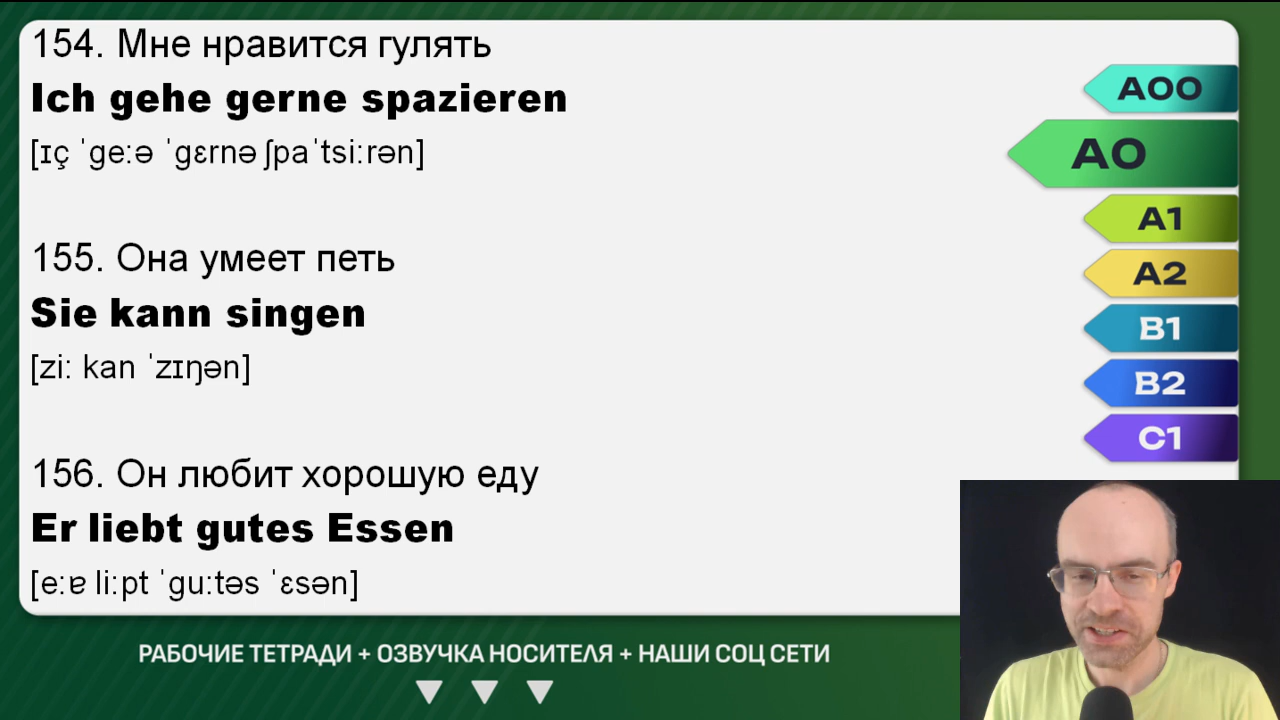 154. Мне нравится гулять
Ich gehe gerne spazieren
[ɪç ˈgeːə ˈgɛrnə ʃpaˈtsiːrən]
155. Она умеет петь
Sie kann singen
[ziː kan ˈzɪŋən]
156. Он любит хорошую еду
Er liebt gutes Essen
[eːɐ liːpt ˈguːtəs ˈɛsən]
A00
A0
A1
A2
B1
B2
C1
РАБОЧИЕ ТЕТРАДИ + ОЗВУЧКА НОСИТЕЛЯ + НАШИ СОЦ СЕТИ